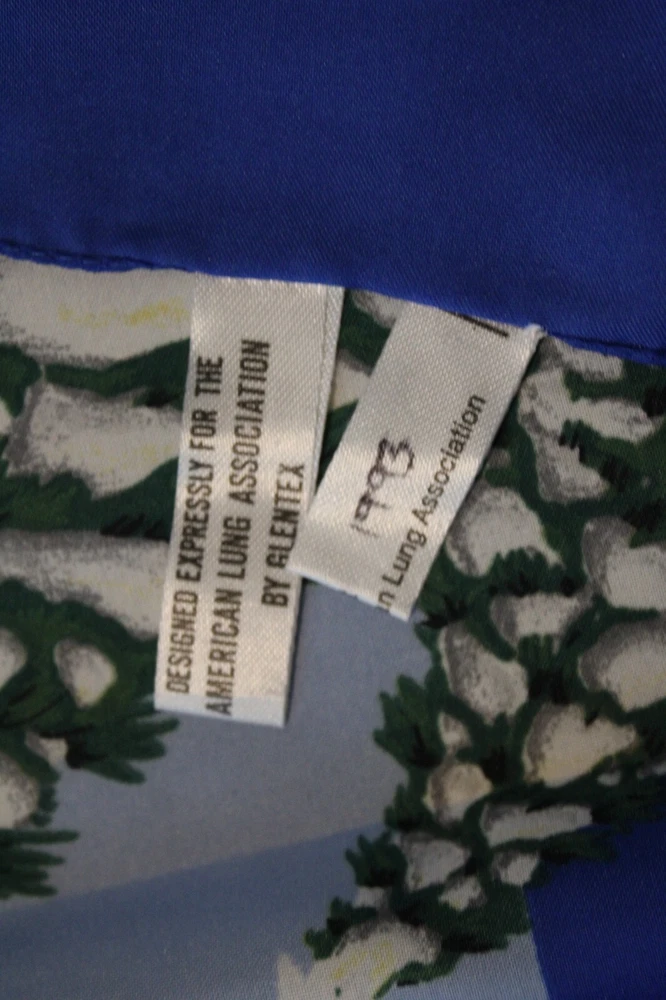 DESIGNED EXPRESSLY FOR THE
AMERICAN LUNG ASSOCIATION
BY GLENTEX
1993
n Lung Association